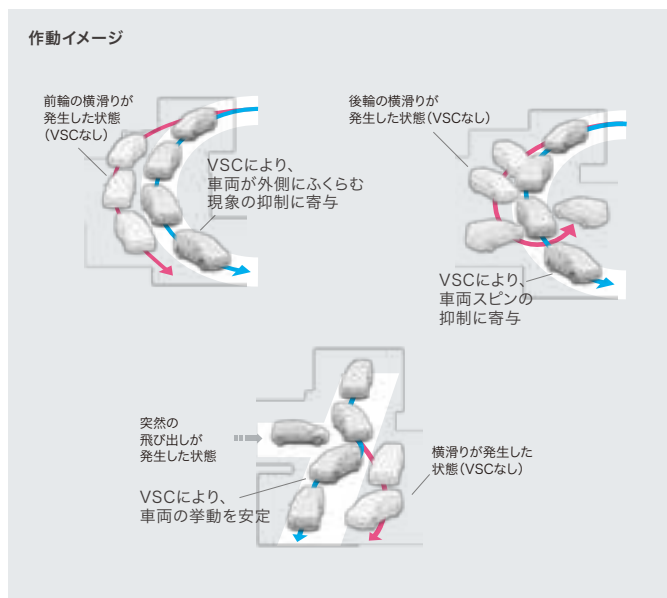 作動イメージ
前輪の横滑りが
発生した状態
（VSCなし）
VSCにより、
車両が外側にふくらむ
現象の抑制に寄与
後輪の横滑りが
発生した状態（VSCなし）
VSCにより、
車両スピンの
抑制に寄与
突然の
飛び出しが
発生した状態
VSCにより、
車両の挙動を安定
横滑りが発生した
状態（VSCなし）